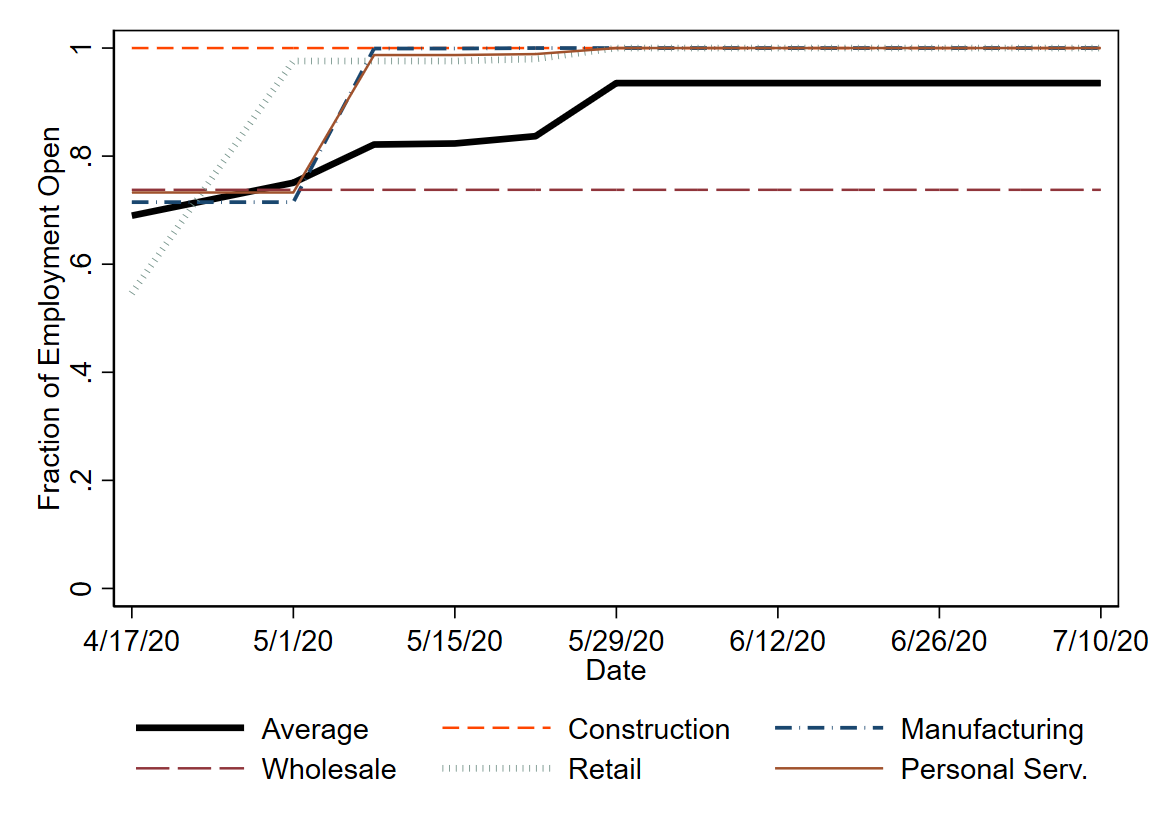 Fraction of Employment Open
1
.8
.6
.4
.2
0
4/17/20 5/1/20 5/15/20 5/29/20 6/12/20 6/26/20 7/10/20
Date
Average Construction Manufacturing
Wholesale Retail Personal Serv.